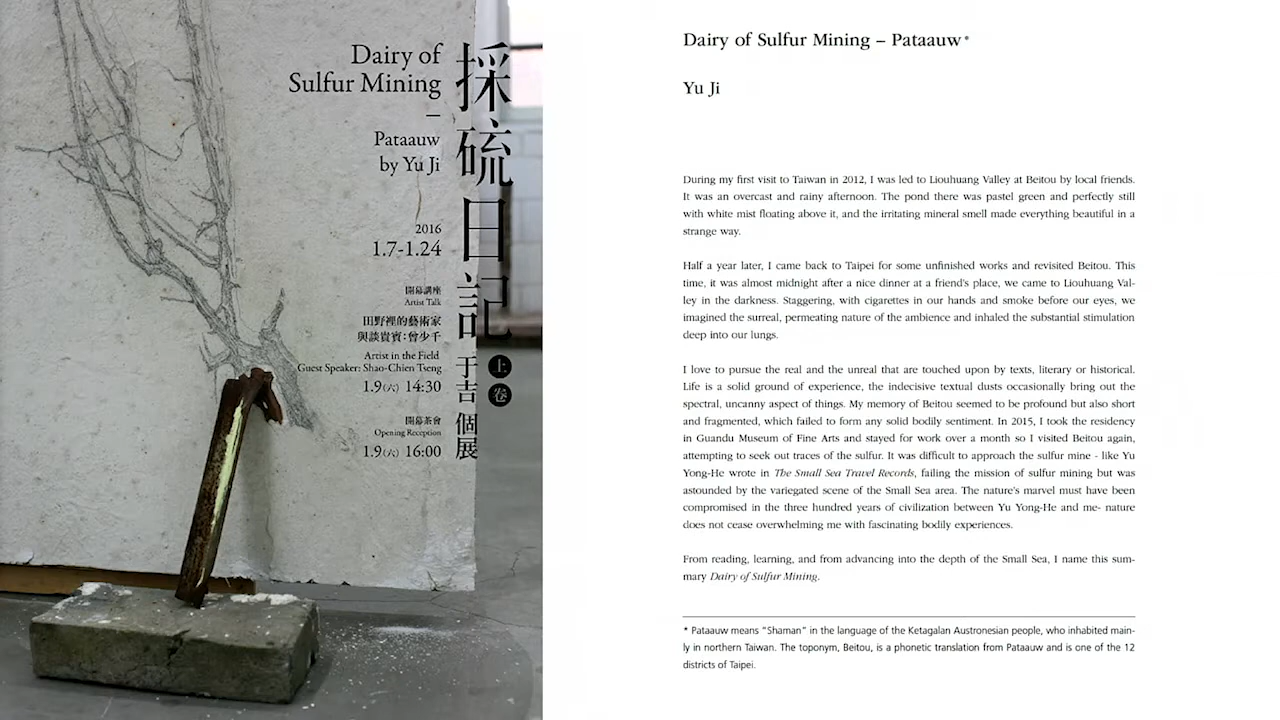 Dairy of
Sulfur Mining
–
Pataauw
by Yu Ji
2016
1.7-1.24
開幕講座
Artist Talk
田野裡的藝術家
與談貴賓：曾少千
Artist in the Field
Guest Speaker: Shao-Chien Tseng
1.9(六) 14:30
開幕茶會
Opening Reception
1.9(六) 16:00
採硫日記
上卷
于吉 個展
Dairy of Sulfur Mining – Pataauw*
Yu Ji
During my first visit to Taiwan in 2012, I was led to Liouhuang Valley at Beitou by local friends.
It was an overcast and rainy afternoon. The pond there was pastel green and perfectly still
with white mist floating above it, and the irritating mineral smell made everything beautiful in a
strange way.
Half a year later, I came back to Taipei for some unfinished works and revisited Beitou. This
time, it was almost midnight after a nice dinner at a friend's place, we came to Liouhuang Val-
ley in the darkness. Staggering, with cigarettes in our hands and smoke before our eyes, we
imagined the surreal, permeating nature of the ambience and inhaled the substantial stimulation
deep into our lungs.
I love to pursue the real and the unreal that are touched upon by texts, literary or historical.
Life is a solid ground of experience, the indecisive textual dusts occasionally bring out the
spectral, uncanny aspect of things. My memory of Beitou seemed to be profound but also short
and fragmented, which failed to form any solid bodily sentiment. In 2015, I took the residency
in Guandu Museum of Fine Arts and stayed for work over a month so I visited Beitou again,
attempting to seek out traces of the sulfur. It was difficult to approach the sulfur mine - like Yu
Yong-He wrote in The Small Sea Travel Records, failing the mission of sulfur mining but was
astounded by the variegated scene of the Small Sea area. The nature's marvel must have been
compromised in the three hundred years of civilization between Yu Yong-He and me- nature
does not cease overwhelming me with fascinating bodily experiences.
From reading, learning, and from advancing into the depth of the Small Sea, I name this sum-
mary Dairy of Sulfur Mining.
* Pataauw means “Shaman” in the language of the Ketagalan Austronesian people, who inhabited main-
ly in northern Taiwan. The toponym, Beitou, is a phonetic translation from Pataauw and is one of the 12
districts of Taipei.